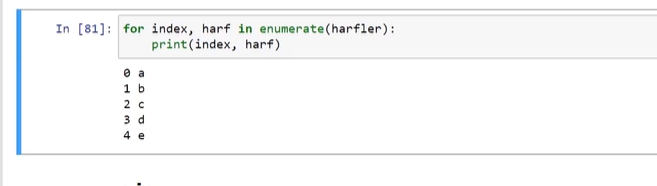 In [81]: for index, harf in enumerate(harfler):
print(index, harf)
0 a
1 b
2 c
3 d
4 e